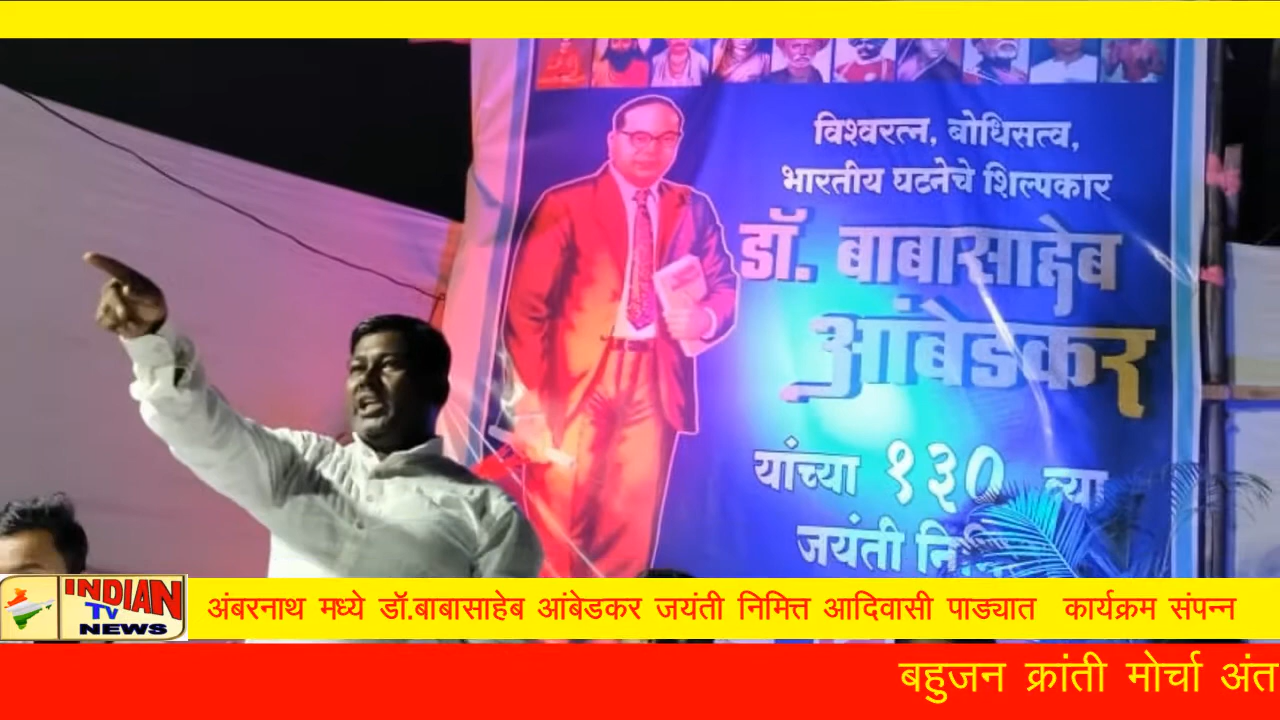 विश्वरत्न, बोधिसत्व,
भारतीय घटनेचे शिल्पकार
डॉ. बाबासाहेब
आंबेडकर
यांच्या १३० व्या
जयंती
INDIAN
TV
NEWS
अंबरनाथ मध्ये डॉ.बाबासाहेब आंबेडकर जयंती निमित्त आदिवासी पाड्यात कार्यक्रम संपन्न
बहुजन क्रांती मोर्चा अंत